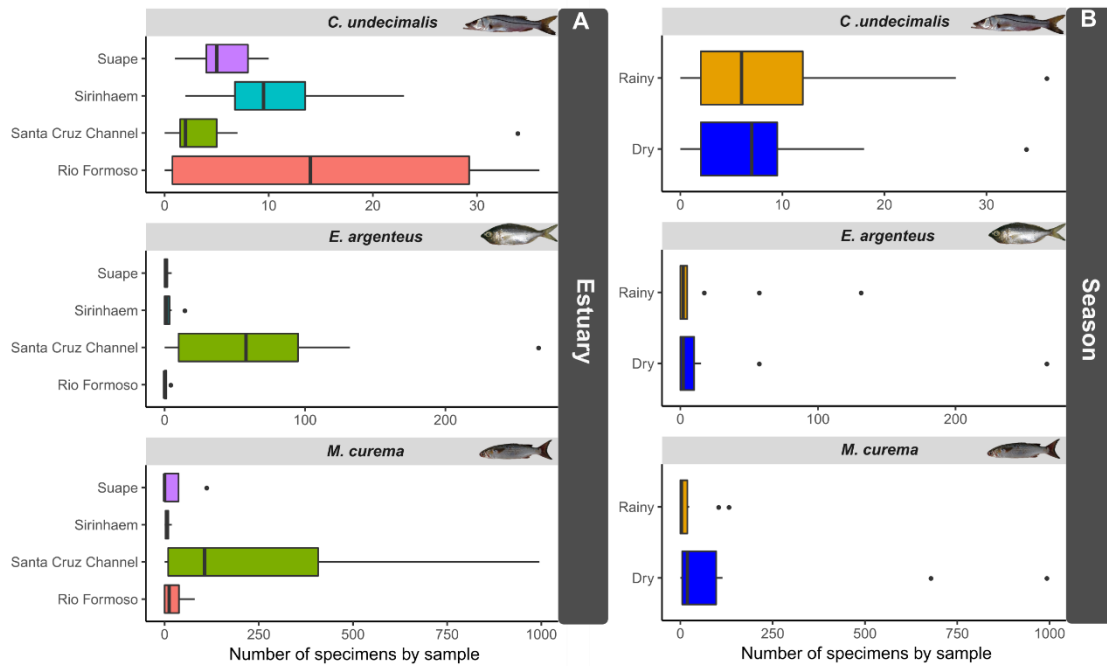 C. undecimalis
A
Suape
Sirinhaem
Santa Cruz Channel
Rio Formoso
0 10 20 30
E. argenteus
Suape
Sirinhaem
Santa Cruz Channel
Rio Formoso
0 100 200
M. curema
Suape
Sirinhaem
Santa Cruz Channel
Rio Formoso
0 250 500 750 1000
Number of specimens by sample
Estuary
C .undecimalis
B
Rainy
Dry
0 10 20 30
E. argenteus
Rainy
Dry
0 100 200
M. curema
Rainy
Dry
0 250 500 750 1000
Number of specimens by sample
Season